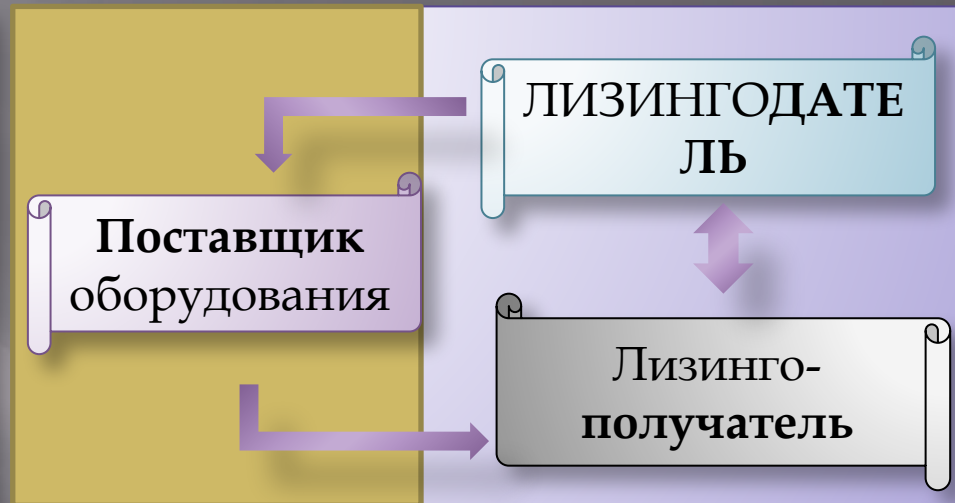 ЛИЗИНГОДАТЕ
ЛЬ
Поставщик
оборудования
Лизинго-
получатель